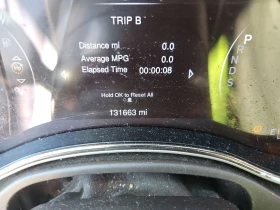 TRIP B
Distance mi 0.0
Average MPG 0.0
Elapsed Time 00:00:08
Hold OK to Reset All
131663 mi
P
R
N
D
S